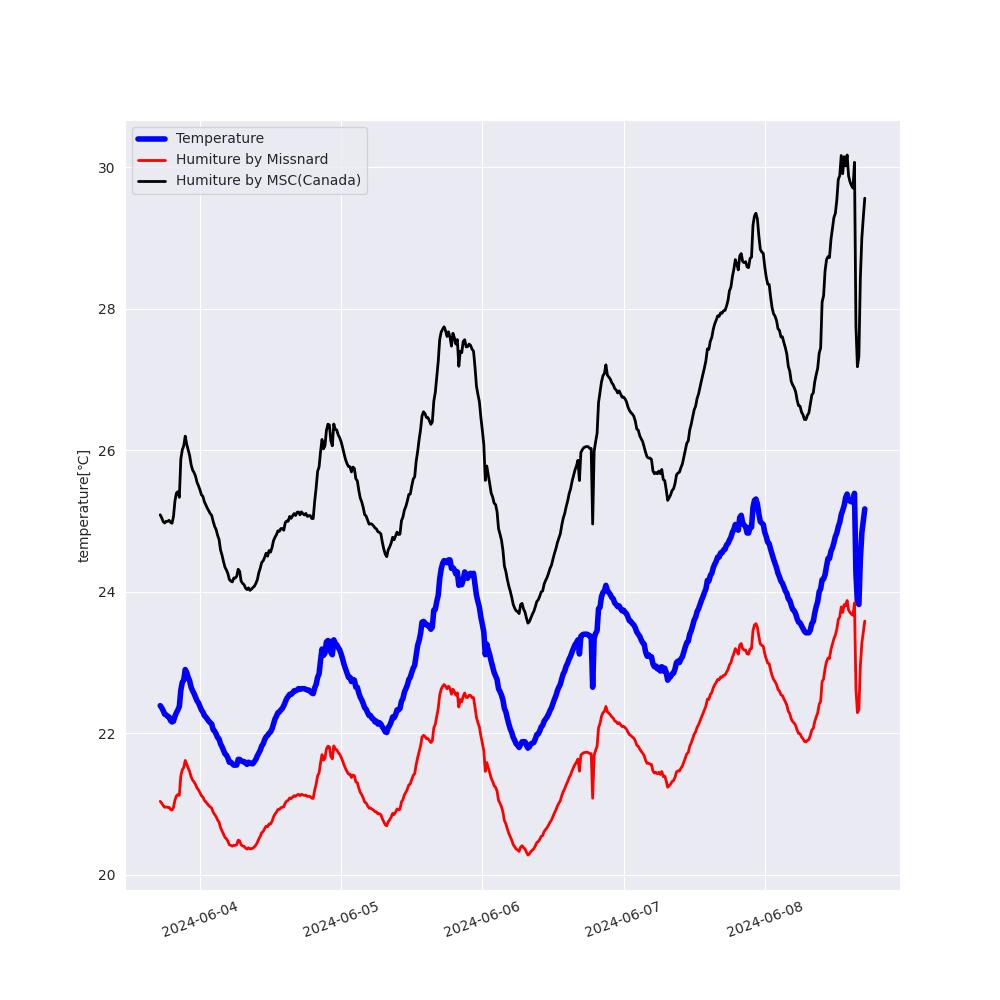 Temperature
Humiture by Missnard
Humiture by MSC(Canada)
30
28
26
24
22
20
temperature[℃]
2024-06-04
2024-06-05
2024-06-06
2024-06-07
2024-06-08